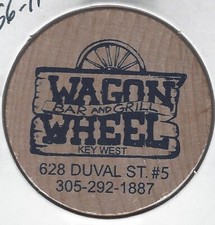 WAGON
BAR AND GRILL
WHEEL
KEY WEST
628 DUVAL ST. #5
305-292-1887